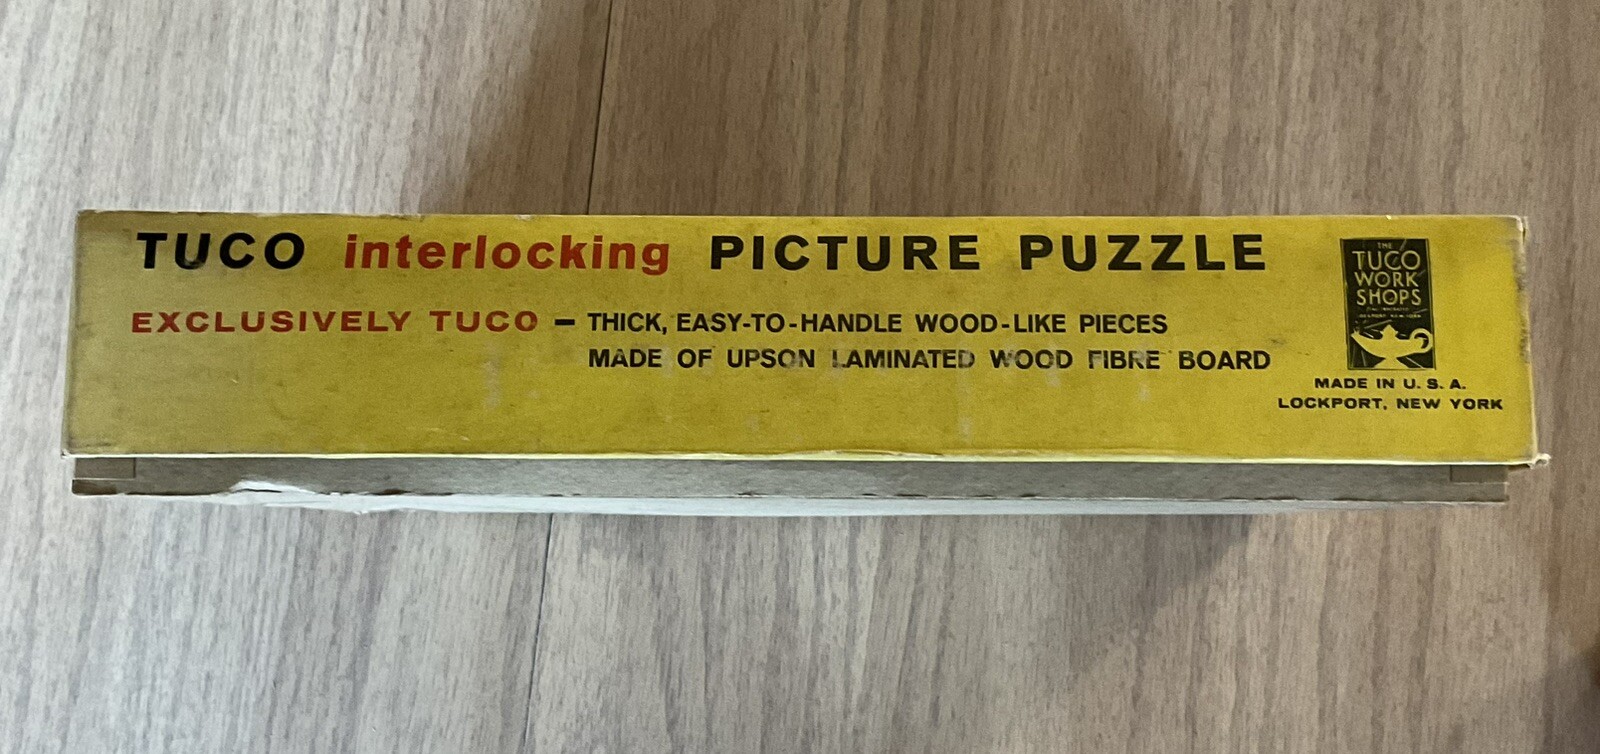 TUCO interlocking PICTURE PUZZLE
EXCLUSIVELY TUCO – THICK, EASY-TO-HANDLE WOOD-LIKE PIECES
MADE OF UPSON LAMINATED WOOD FIBRE BOARD
THE
TUCO
WORK
SHOPS
MADE IN U. S. A.
LOCKPORT, NEW YORK